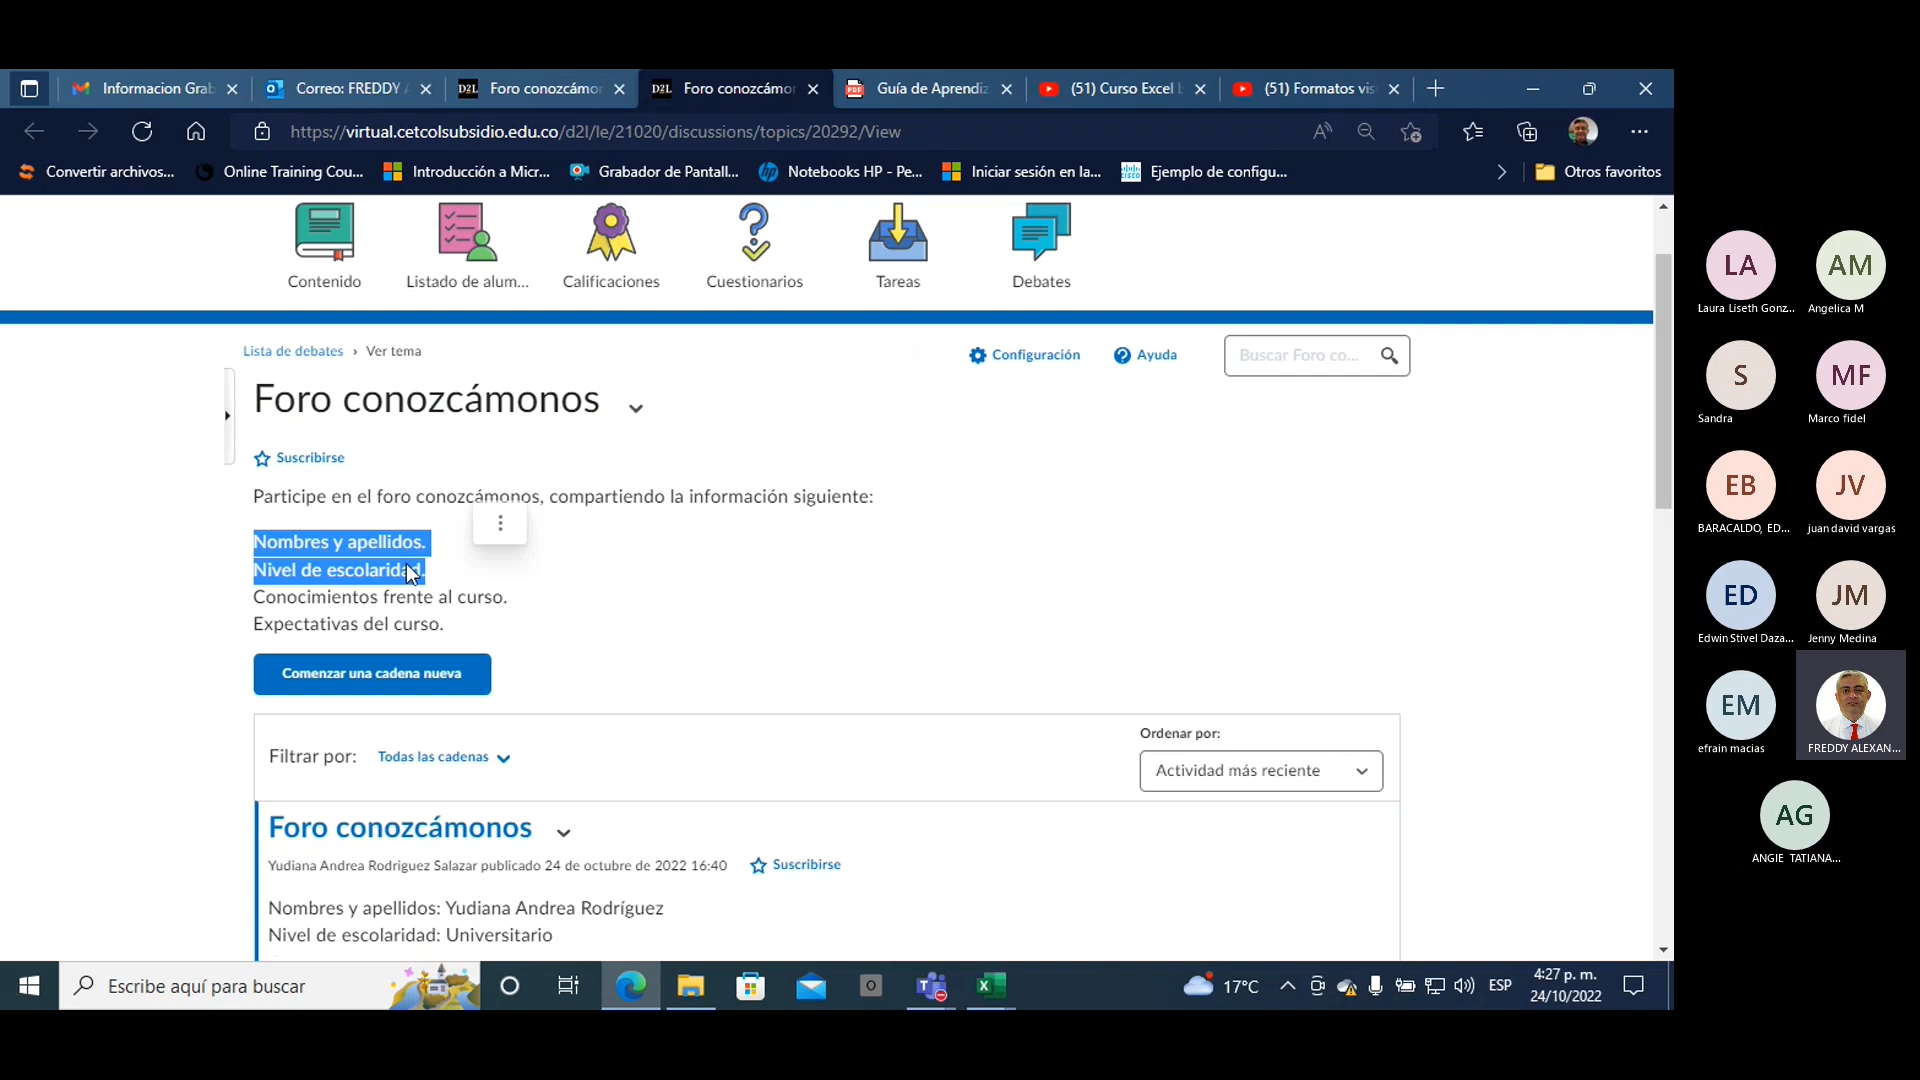 Informacion Grab
Correo: FREDDY A
D2L Foro conozcámon
D2L Foro conozcámon
PDF Guía de Aprendiz
(51) Curso Excel b
(51) Formatos vis
https://virtual.cetcolsubsidio.edu.co/d2l/le/21020/discussions/topics/20292/View
Convertir archivos...
Online Training Cou...
Introducción a Micr...
Grabador de Pantall...
Notebooks HP - Pe...
Iniciar sesión en la...
Ejemplo de configu...
Otros favoritos
Contenido
Listado de alum...
Calificaciones
Cuestionarios
Tareas
Debates
Lista de debates › Ver tema
Configuración
Ayuda
Buscar Foro co...
Foro conozcámonos
Suscribirse
Participe en el foro conozcámonos, compartiendo la información siguiente:
Nombres y apellidos.
Nivel de escolaridad.
Conocimientos frente al curso.
Expectativas del curso.
Comenzar una cadena nueva
Filtrar por: Todas las cadenas
Ordenar por:
Actividad más reciente
Foro conozcámonos
Yudiana Andrea Rodriguez Salazar publicado 24 de octubre de 2022 16:40
Suscribirse
Nombres y apellidos: Yudiana Andrea Rodríguez
Nivel de escolaridad: Universitario
Escribe aquí para buscar
17°C
ESP
4:27 p. m.
24/10/2022
LA
Laura Liseth Gonz...
AM
Angelica M
S
Sandra
MF
Marco fidel
EB
BARACALDO, ED...
JV
juan david vargas
ED
Edwin Stivel Daza...
JM
Jenny Medina
EM
efrain macias
FREDDY ALEXAN...
AG
ANGIE TATIANA...